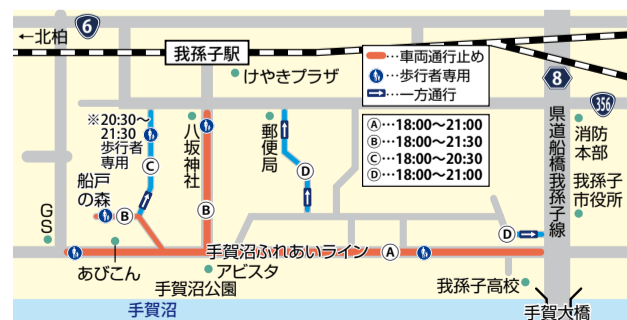 6
←北柏
我孫子駅
けやきプラザ
…車両通行止め
…歩行者専用
…一方通行
8
356
Ⓐ…18:00〜21:00
Ⓑ…18:00〜21:30
Ⓒ…18:00〜20:30
Ⓓ…18:00〜21:00
※20:30〜
21:30
歩行者
専用
Ⓒ
八坂神社
郵便局
Ⓓ
県道船橋我孫子線
消防
本部
我孫子
市役所
船戸
の森
Ⓑ
Ⓑ
GS
Ⓓ
手賀沼ふれあいライン
Ⓐ
あびこん
アビスタ
手賀沼公園
我孫子高校
手賀沼
手賀大橋